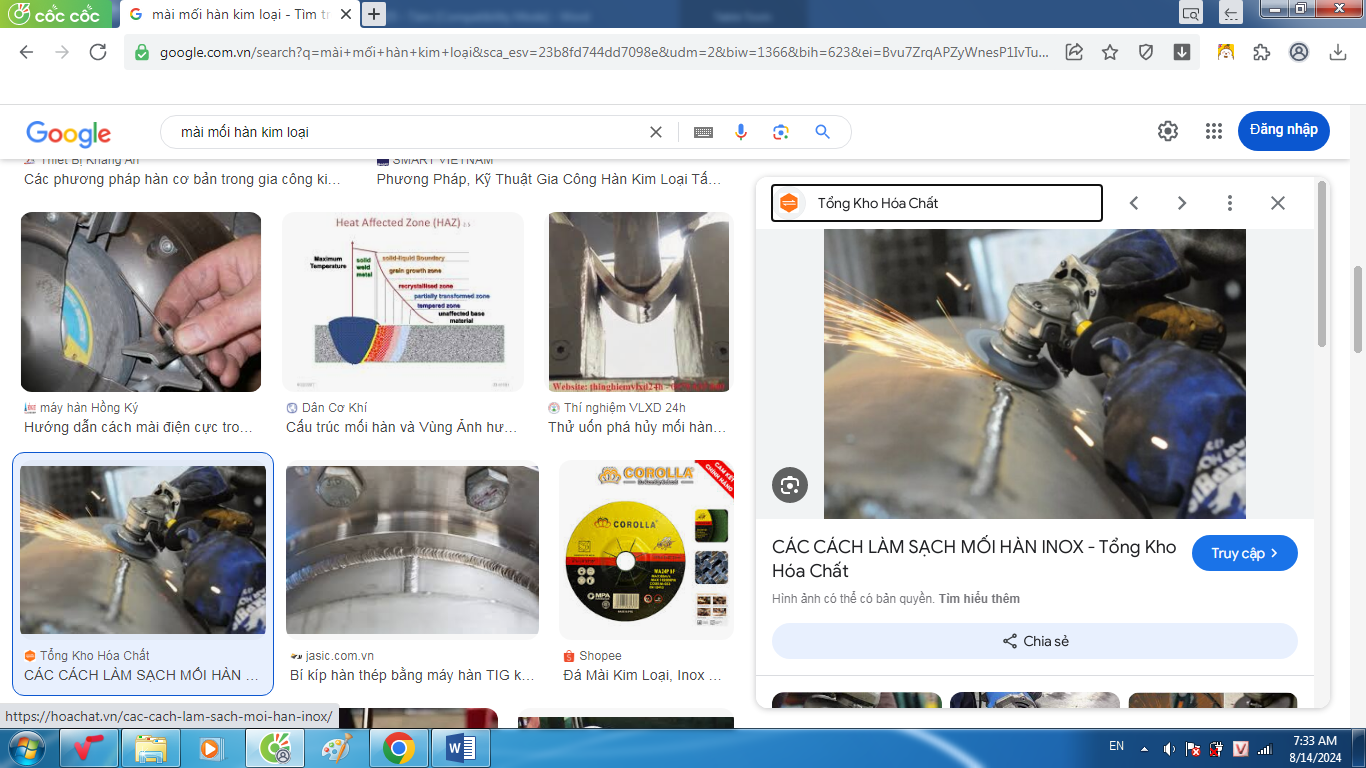 cốc cốc
mài mối hàn kim loại - Tìm tr
google.com.vn/search?q=mài+mối+hàn+kim+loại&sca_esv=23b8fd744dd7098e&udm=2&biw=1366&bih=623&ei=Bvu7ZrqAPZyWnesP1IvTu...
Google
mài mối hàn kim loại
Đăng nhập
Thiết Bị Khang An
SMART VIETNAM
Các phương pháp hàn cơ bản trong gia công ki...
Phương Pháp, Kỹ Thuật Gia Công Hàn Kim Loại Tấ...
Heat Affected Zone (HAZ)
Maximum
Temperature
solid
weld
metal
solid-liquid Boundary
grain growth zone
recrystallised zone
partially transformed zone
tempered zone
unaffected base
material
Website: thinghiemvlxd24h
máy hàn Hồng Ký
Hướng dẫn cách mài điện cực tro...
Dân Cơ Khí
Cấu trúc mối hàn và Vùng Ảnh hư...
Thí nghiệm VLXD 24h
Thử uốn phá hủy mối hàn...
COROLLA
CAM KẾT
CHÍNH HÃNG
COROLLA
MPA
Tổng Kho Hóa Chất
CÁC CÁCH LÀM SẠCH MỐI HÀN ...
jasic.com.vn
Bí kíp hàn thép bằng máy hàn TIG k...
Shopee
Đá Mài Kim Loại, Inox ...
Tổng Kho Hóa Chất
CÁC CÁCH LÀM SẠCH MỐI HÀN INOX - Tổng Kho
Hóa Chất
Truy cập
Hình ảnh có thể có bản quyền. Tìm hiểu thêm
Chia sẻ
https://hoachat.vn/cac-cach-lam-sach-moi-han-inox/
EN
7:33 AM
8/14/2024